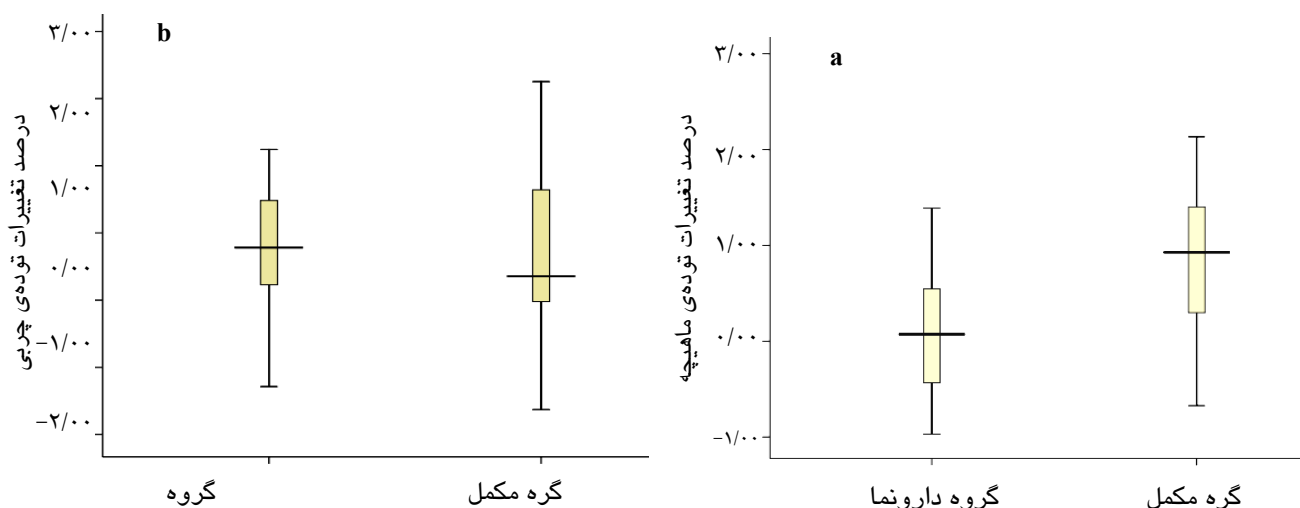 b
درصد تغییرات توده‌ی چربی
۳/۰۰
۲/۰۰
۱/۰۰
۰/۰۰
−۱/۰۰
−۲/۰۰
گروه
گره مکمل
a
درصد تغییرات توده‌ی ماهیچه
۳/۰۰
۲/۰۰
۱/۰۰
۰/۰۰
−۱/۰۰
گروه دارونما
گره مکمل